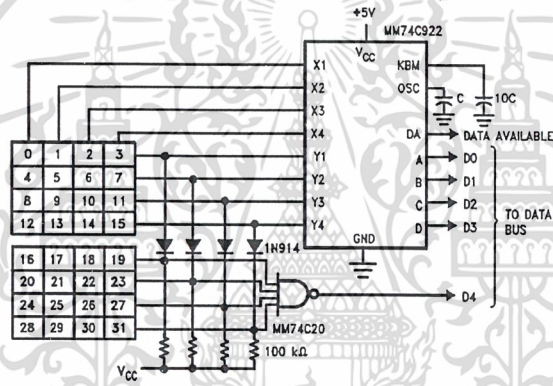 +5V
MM74C922
VCC
X1
KBM
X2
OSC
C
10C
X3
X4
DA
DATA AVAILABLE
0 1 2 3
Y1
A
D0
4 5 6 7
Y2
B
D1
8 9 10 11
Y3
C
D2
12 13 14 15
Y4
D
D3
TO DATA
BUS
GND
1N914
16 17 18 19
20 21 22 23
24 25 26 27
D4
MM74C20
28 29 30 31
100 kΩ
VCC